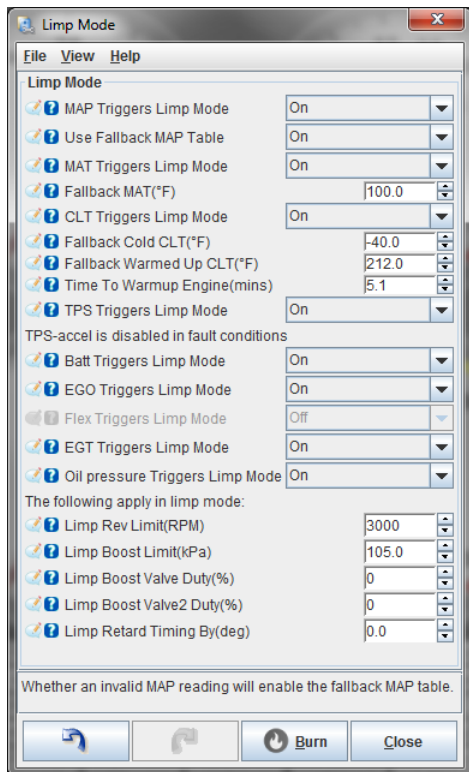 Limp Mode
File View Help
Limp Mode
MAP Triggers Limp Mode On
Use Fallback MAP Table On
MAT Triggers Limp Mode On
Fallback MAT(°F) 100.0
CLT Triggers Limp Mode On
Fallback Cold CLT(°F) -40.0
Fallback Warmed Up CLT(°F) 212.0
Time To Warmup Engine(mins) 5.1
TPS Triggers Limp Mode On
TPS-accel is disabled in fault conditions
Batt Triggers Limp Mode On
EGO Triggers Limp Mode On
Flex Triggers Limp Mode Off
EGT Triggers Limp Mode On
Oil pressure Triggers Limp Mode On
The following apply in limp mode:
Limp Rev Limit(RPM) 3000
Limp Boost Limit(kPa) 105.0
Limp Boost Valve Duty(%) 0
Limp Boost Valve2 Duty(%) 0
Limp Retard Timing By(deg) 0.0
Whether an invalid MAP reading will enable the fallback MAP table.
Burn Close